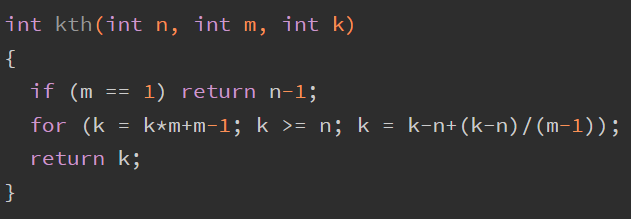 int kth(int n, int m, int k)
{
  if (m == 1) return n-1;
  for (k = k*m+m-1; k >= n; k = k-n+(k-n)/(m-1));
  return k;
}